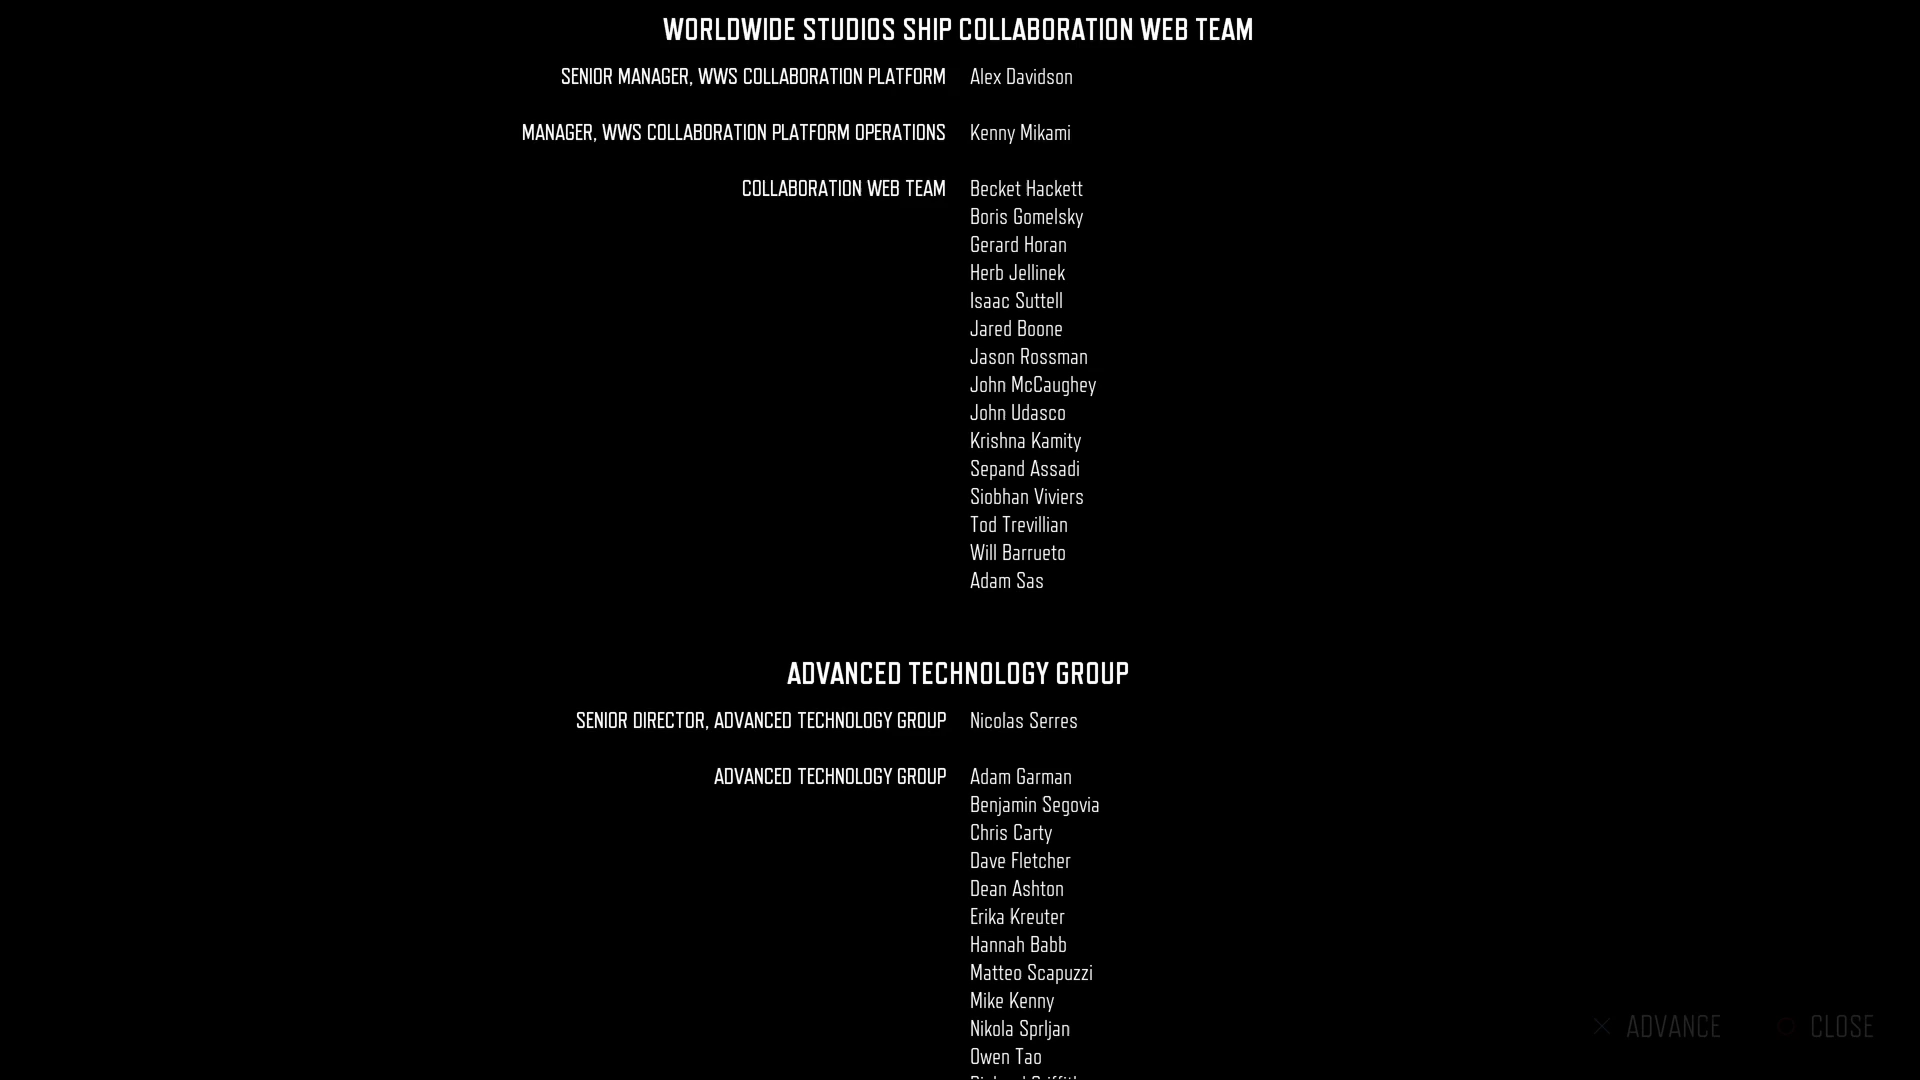 WORLDWIDE STUDIOS SHIP COLLABORATION WEB TEAM
SENIOR MANAGER, WWS COLLABORATION PLATFORM Alex Davidson
MANAGER, WWS COLLABORATION PLATFORM OPERATIONS Kenny Mikami
COLLABORATION WEB TEAM Becket Hackett
Boris Gomelsky
Gerard Horan
Herb Jellinek
Isaac Suttell
Jared Boone
Jason Rossman
John McCaughey
John Udasco
Krishna Kamity
Sepand Assadi
Siobhan Viviers
Tod Trevillian
Will Barrueto
Adam Sas
ADVANCED TECHNOLOGY GROUP
SENIOR DIRECTOR, ADVANCED TECHNOLOGY GROUP Nicolas Serres
ADVANCED TECHNOLOGY GROUP Adam Garman
Benjamin Segovia
Chris Carty
Dave Fletcher
Dean Ashton
Erika Kreuter
Hannah Babb
Matteo Scapuzzi
Mike Kenny
Nikola Sprljan
Owen Tao
ADVANCE CLOSE